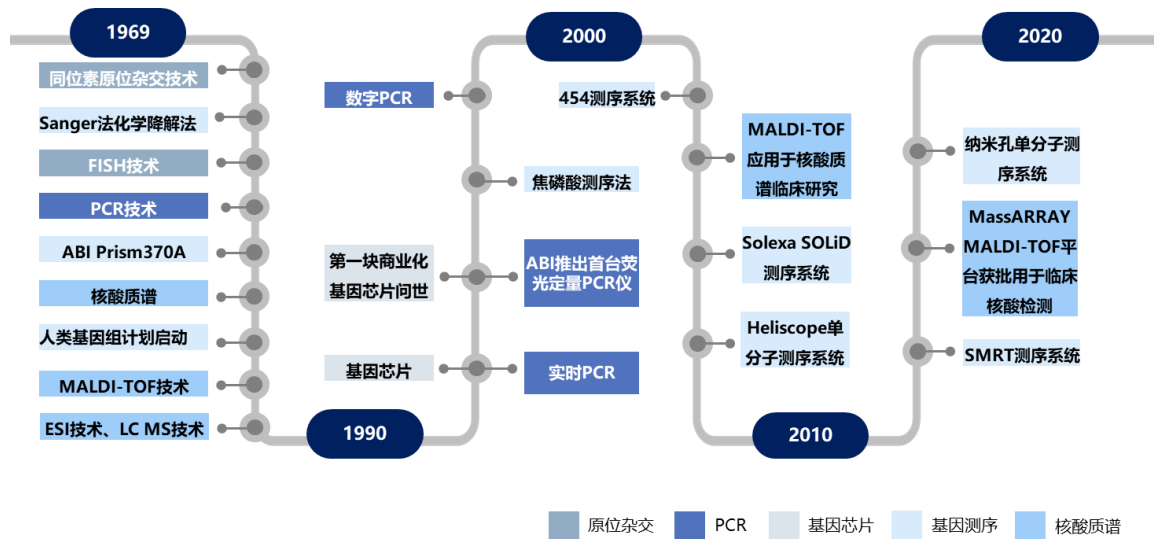 1969
同位素原位杂交技术
Sanger法化学降解法
FISH技术
PCR技术
ABI Prism370A
核酸质谱
人类基因组计划启动
MALDI-TOF技术
ESI技术、LC MS技术
1990
基因芯片
实时PCR
第一块商业化
基因芯片问世
ABI推出首台荧
光定量PCR仪
焦磷酸测序法
数字PCR
2000
454测序系统
MALDI-TOF
应用于核酸质
谱临床研究
Solexa SOLiD
测序系统
Heliscope单
分子测序系统
2010
SMRT测序系统
MassARRAY
MALDI-TOF平
台获批用于临床
核酸检测
纳米孔单分子测
序系统
2020
原位杂交
PCR
基因芯片
基因测序
核酸质谱